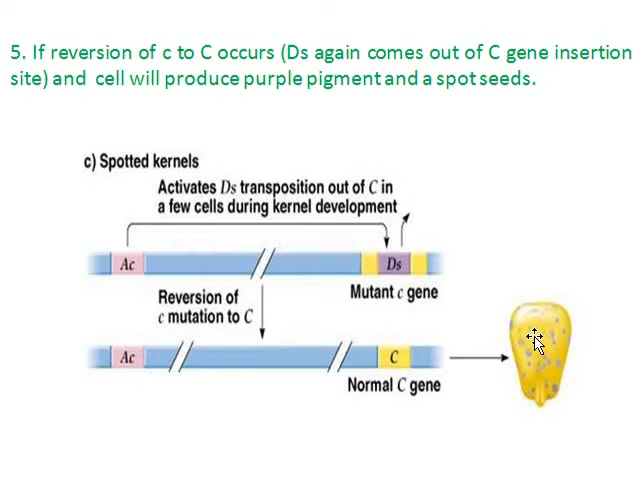 5. If reversion of c to C occurs (Ds again comes out of C gene insertion
site) and cell will produce purple pigment and a spot seeds.
c) Spotted kernels
Activates Ds transposition out of C in
a few cells during kernel development
Ac
Ds
Reversion of
c mutation to C
Mutant c gene
Ac
C
Normal C gene